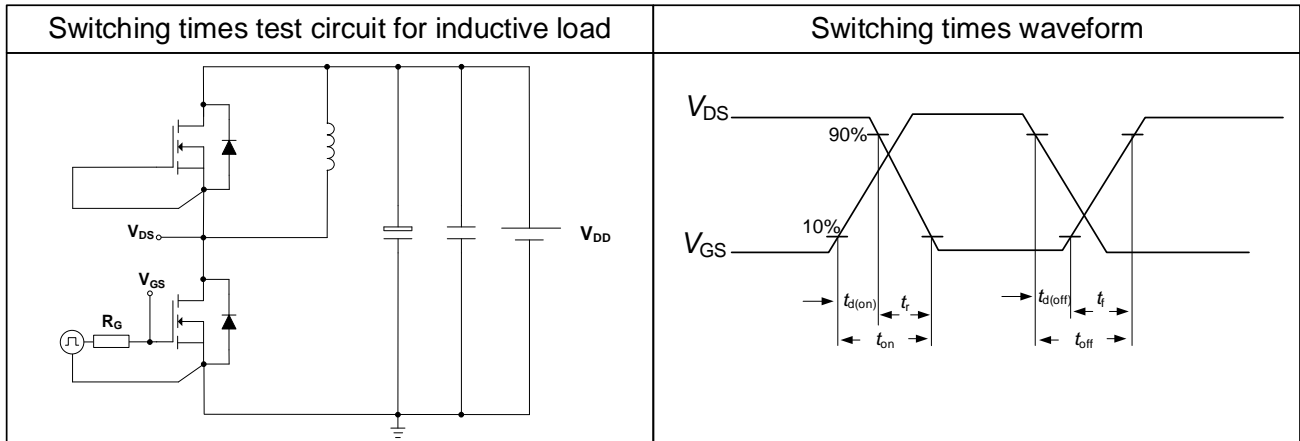 Switching times test circuit for inductive load
Switching times waveform
VDS
VGS
RG
VDD
VDS
90%
10%
VGS
td(on)
tr
ton
td(off)
tf
toff